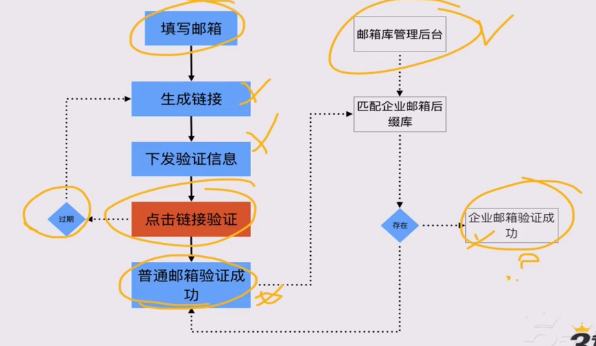 填写邮箱
邮箱库管理后台
生成链接
匹配企业邮箱后
缀库
下发验证信息
过期
点击链接验证
存在
企业邮箱验证成
功
普通邮箱验证成
功